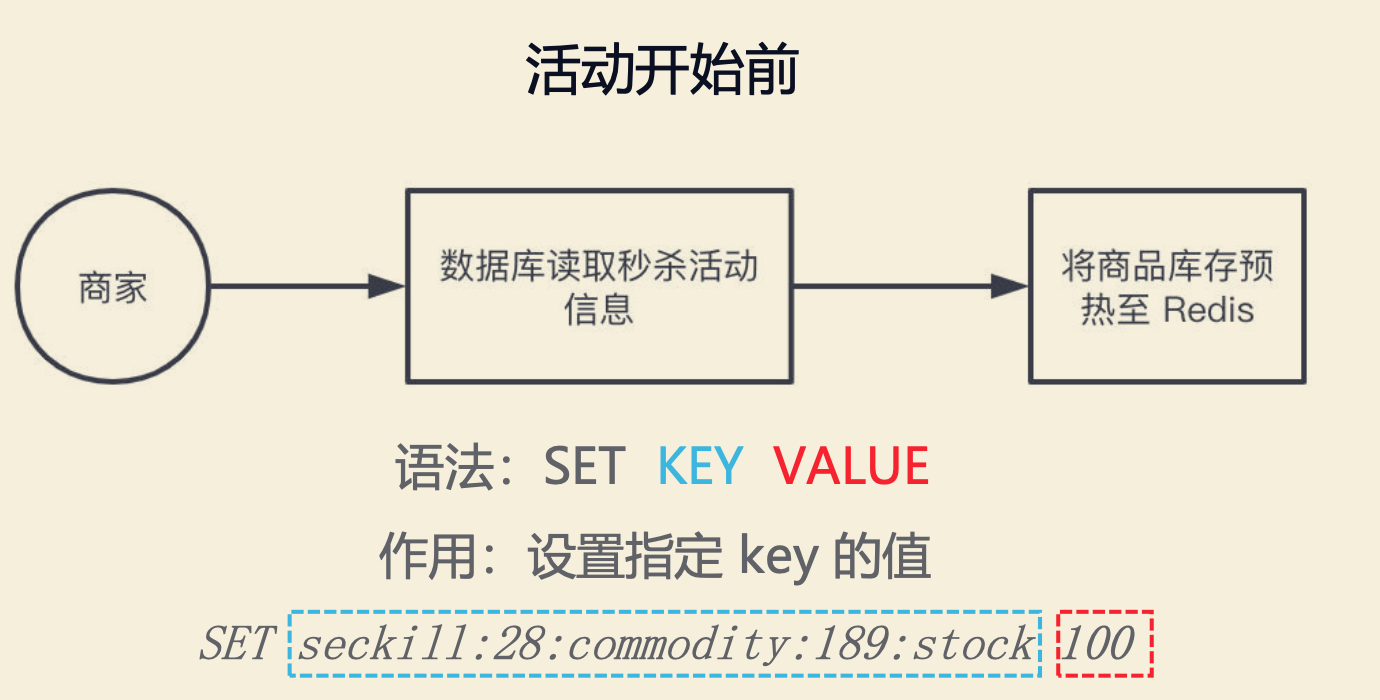 活动开始前
商家
数据库读取秒杀活动
信息
将商品库存预
热至 Redis
语法：SET KEY VALUE
作用：设置指定 key 的值
SET seckill:28:commodity:189:stock 100